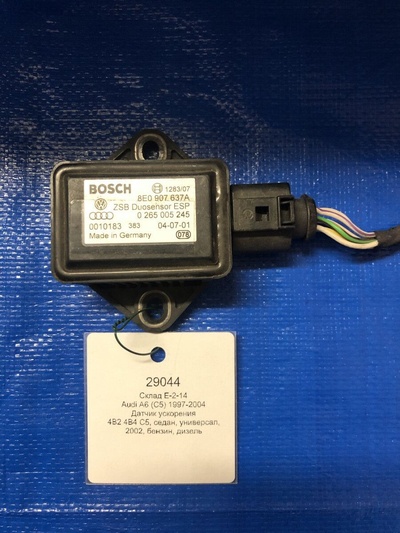 BOSCH 1283/07
8E0 907 637A
ZSB Duosensor ESP
0 265 005 245
0010183 383 04-07-01
Made in Germany 078
29044
Склад Е-2-14
Audi A6 (C5) 1997-2004
Датчик ускорения
4B2 4B4 C5, седан, универсал,
2002, бензин, дизель